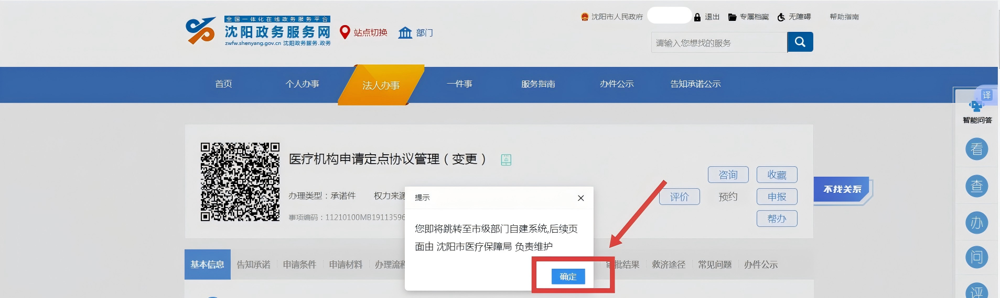 沈阳市人民政府 退出 专属档案 无障碍 帮助指南
全国一体化在线政务服务平台
沈阳政务服务网
zwfw.shenyang.gov.cn 沈阳政务服务.政务
站点切换 部门
请输入您想找的服务
首页 个人办事 法人办事 一件事 服务指南 办件公示 告知承诺公示
译
智能问答
看
查
办
问
评
医疗机构申请定点协议管理（变更）
办理类型：承诺件 权力来源
事项编码：11210100MB1911359
咨询 收藏
评价 预约 申报
帮办
不找关系
提示
您即将跳转至市级部门自建系统,后续页
面由 沈阳市医疗保障局 负责维护
确定
基本信息 告知承诺 申请条件 申请材料 办理流程 审批结果 救济途径 常见问题 办件公示